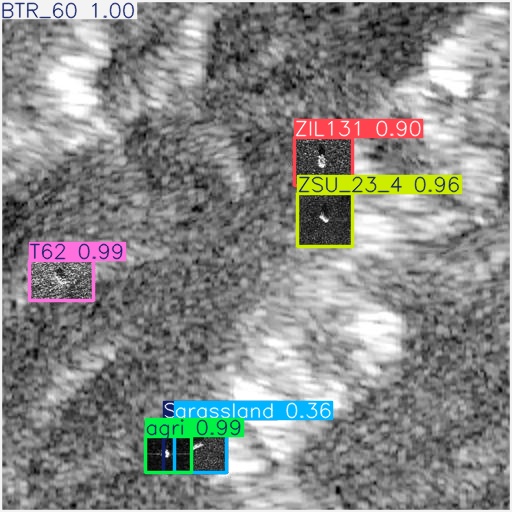 BTR_60 1.00
ZIL131 0.90
ZSU_23_4 0.96
T62 0.99
grassland 0.36
agri 0.99